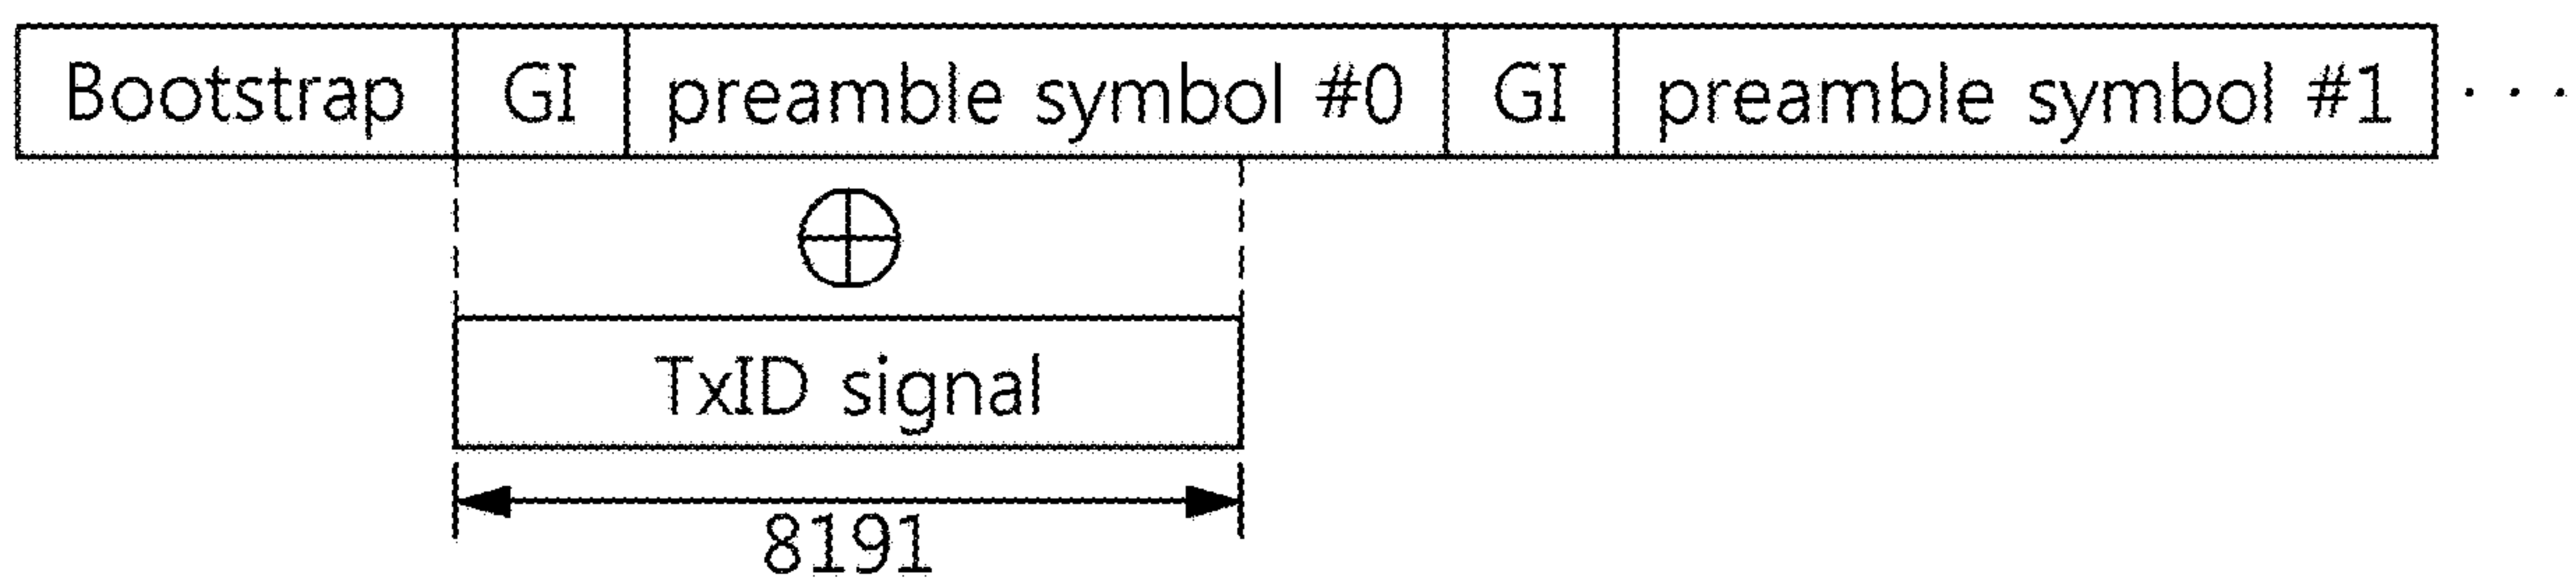 Bootstrap GI preamble symbol #0 GI preamble symbol #1 · · ·
TxID signal
8191